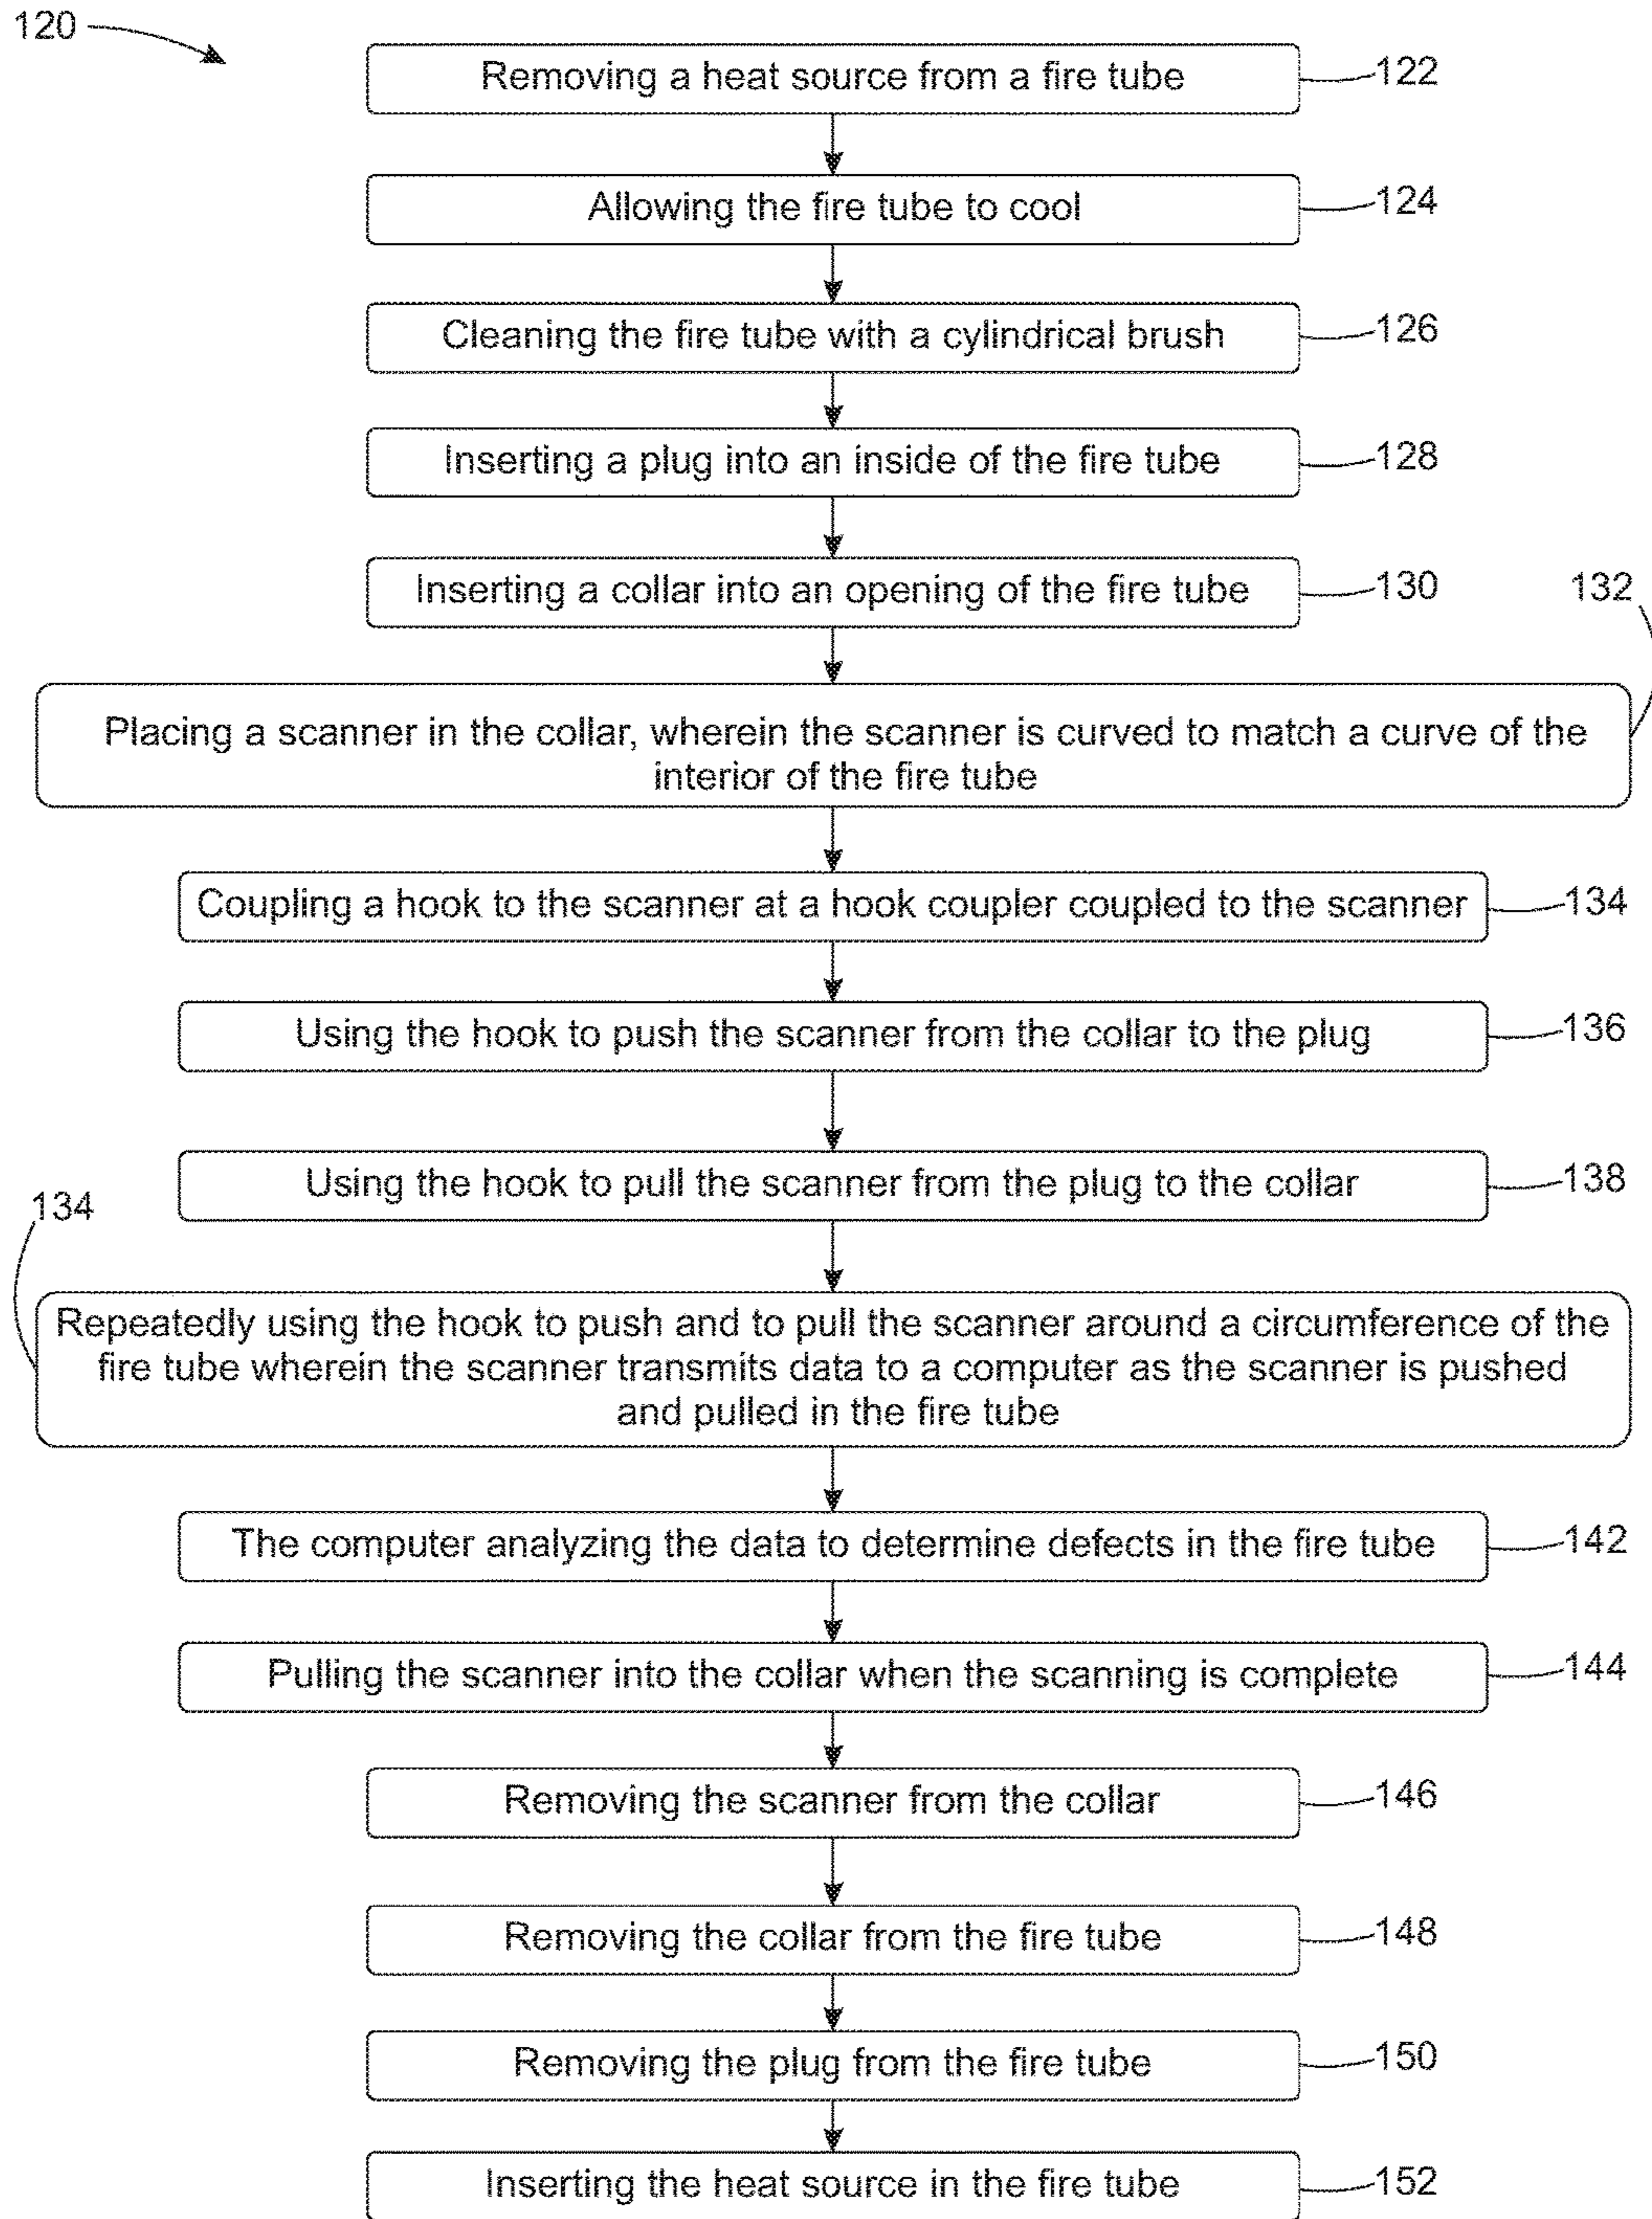 120
Removing a heat source from a fire tube
122
Allowing the fire tube to cool
124
Cleaning the fire tube with a cylindrical brush
126
Inserting a plug into an inside of the fire tube
128
Inserting a collar into an opening of the fire tube
130
132
Placing a scanner in the collar, wherein the scanner is curved to match a curve of the
interior of the fire tube
Coupling a hook to the scanner at a hook coupler coupled to the scanner
134
Using the hook to push the scanner from the collar to the plug
136
Using the hook to pull the scanner from the plug to the collar
138
134
Repeatedly using the hook to push and to pull the scanner around a circumference of the
fire tube wherein the scanner transmits data to a computer as the scanner is pushed
and pulled in the fire tube
The computer analyzing the data to determine defects in the fire tube
142
Pulling the scanner into the collar when the scanning is complete
144
Removing the scanner from the collar
146
Removing the collar from the fire tube
148
Removing the plug from the fire tube
150
Inserting the heat source in the fire tube
152